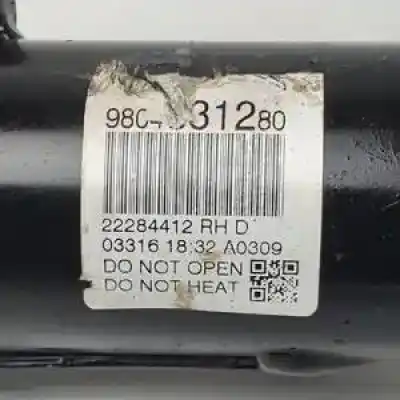 22284412 RH D
03316 18:32 A0309
DO NOT OPEN
DO NOT HEAT